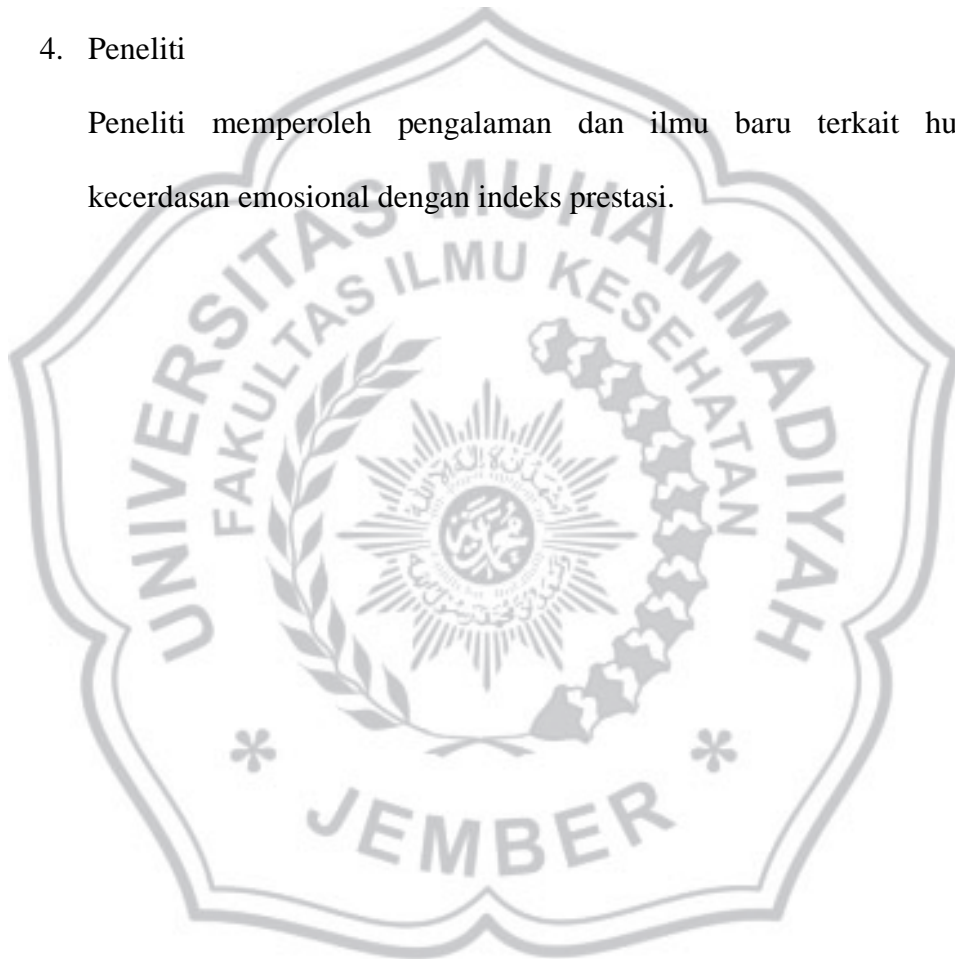 4. Peneliti
Peneliti memperoleh pengalaman dan ilmu baru terkait hu
kecerdasan emosional dengan indeks prestasi.
UNIVERSITAS MUHAMMADIYAH
FAKULTAS ILMU KESEHATAN
* JEMBER *